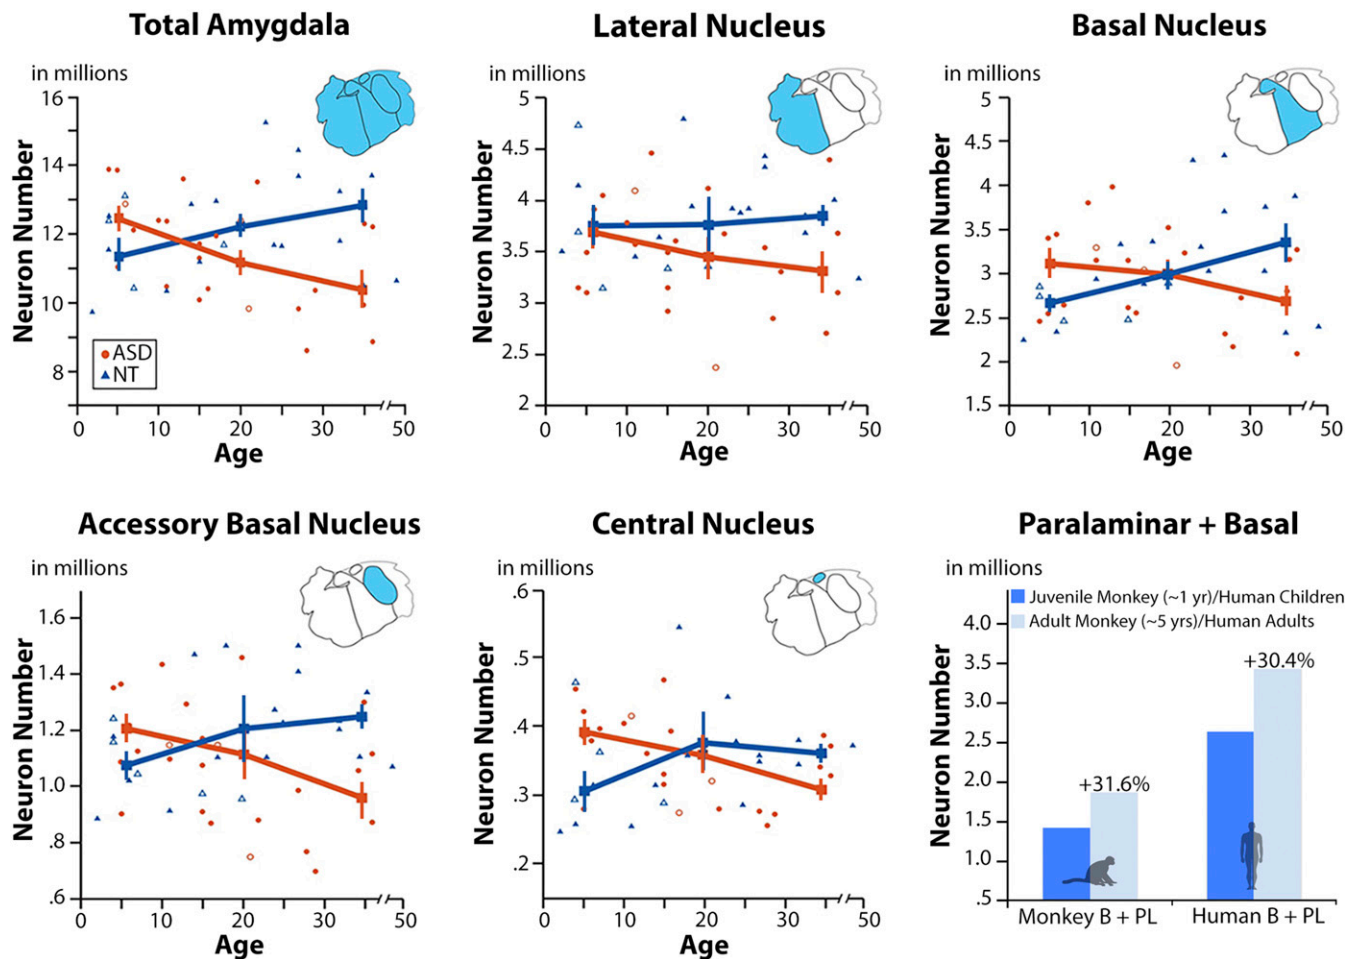 Total Amygdala
in millions
16
14
12
10
8
Neuron Number
ASD
NT
0 10 20 30 50
Age
Lateral Nucleus
in millions
5
4.5
4
3.5
3
2.5
2
Neuron Number
0 10 20 30 50
Age
Basal Nucleus
in millions
5
4.5
4
3.5
3
2.5
2
1.5
Neuron Number
0 10 20 30 50
Age
Accessory Basal Nucleus
in millions
1.6
1.4
1.2
1.0
.8
.6
Neuron Number
0 10 20 30 50
Age
Central Nucleus
in millions
.6
.5
.4
.3
.2
Neuron Number
0 10 20 30 50
Age
Paralaminar + Basal
in millions
Juvenile Monkey (~1 yr)/Human Children
Adult Monkey (~5 yrs)/Human Adults
4.0
3.5
3.0
2.5
2.0
1.5
1.0
.5
Neuron Number
+31.6%
+30.4%
Monkey B + PL
Human B + PL